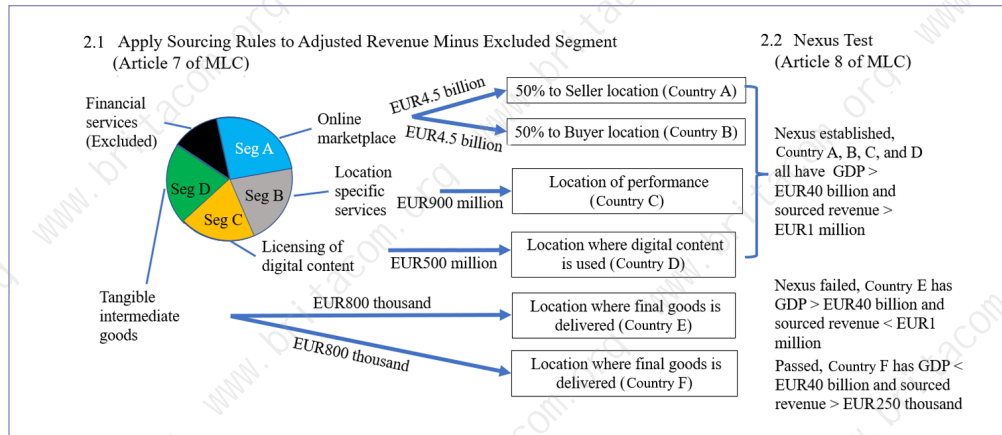 2.1 Apply Sourcing Rules to Adjusted Revenue Minus Excluded Segment
(Article 7 of MLC)
2.2 Nexus Test
(Article 8 of MLC)
Financial
services
(Excluded)
Online
marketplace
EUR4.5 billion
EUR4.5 billion
50% to Seller location (Country A)
50% to Buyer location (Country B)
Seg A
Seg B
Seg C
Seg D
Location
specific
services
EUR900 million
Location of performance
(Country C)
Licensing of
digital content
EUR500 million
Location where digital content
is used (Country D)
Nexus established,
Country A, B, C, and D
all have GDP >
EUR40 billion and
sourced revenue >
EUR1 million
Tangible
intermediate
goods
EUR800 thousand
EUR800 thousand
Location where final goods is
delivered (Country E)
Location where final goods is
delivered (Country F)
Nexus failed, Country E has
GDP > EUR40 billion and
sourced revenue < EUR1
million
Passed, Country F has GDP <
EUR40 billion and sourced
revenue > EUR250 thousand
www.britacom.org